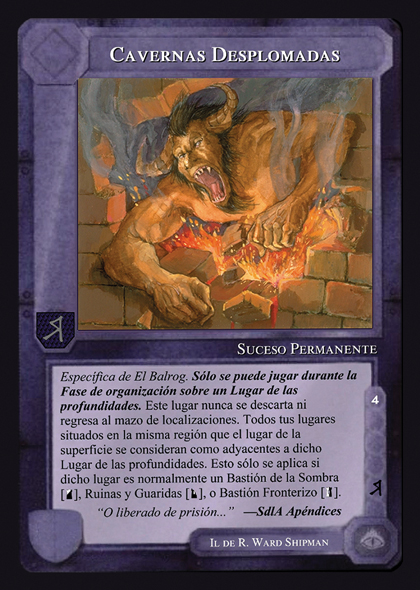 Cavernas Desplomadas
Suceso Permanente
Específica de El Balrog. Sólo se puede jugar durante la
Fase de organización sobre un Lugar de las
profundidades. Este lugar nunca se descarta ni
regresa al mazo de localizaciones. Todos tus lugares
situados en la misma región que el lugar de la
superficie se consideran como adyacentes a dicho
Lugar de las profundidades. Esto sólo se aplica si
dicho lugar es normalmente un Bastión de la Sombra
[], Ruinas y Guaridas [], o Bastión Fronterizo [].
“O liberado de prisión...” —SdlA Apéndices
4
Il de R. Ward Shipman